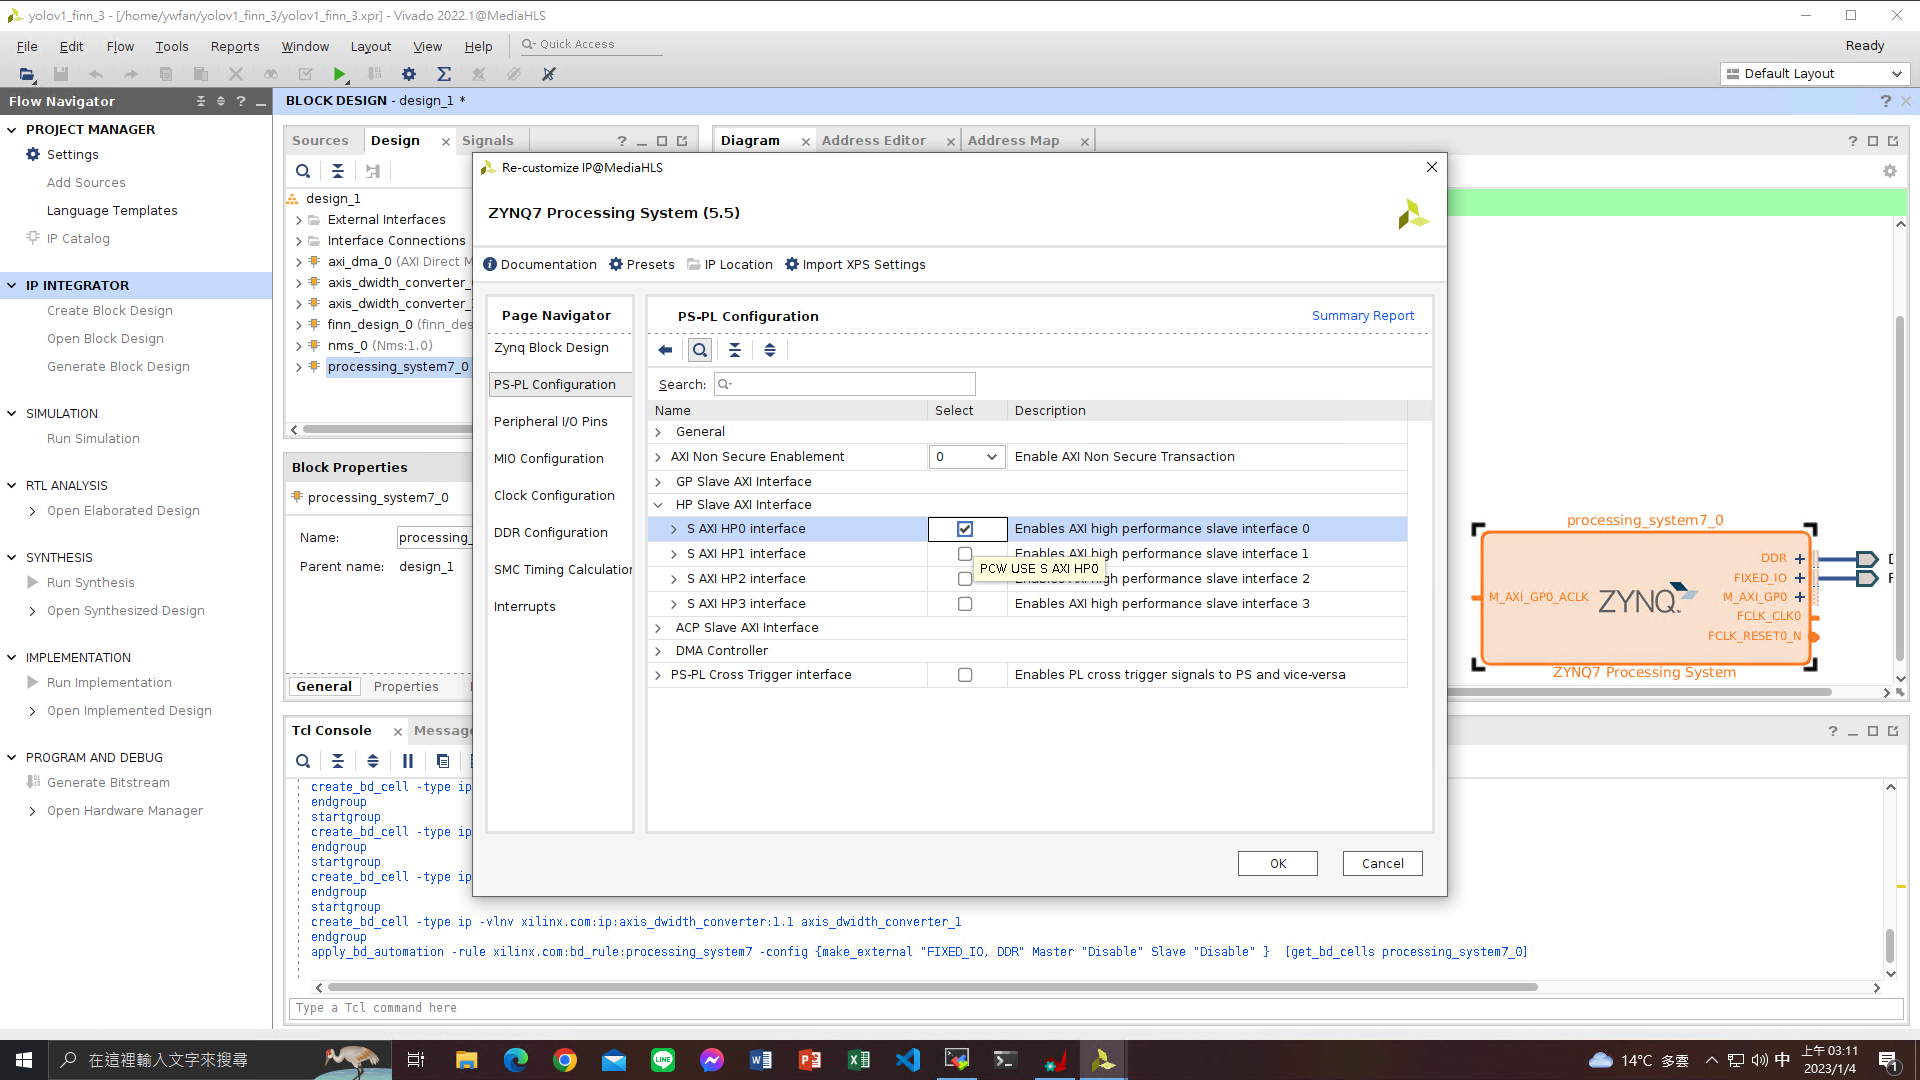 yolov1_finn_3 - [/home/ywfan/yolov1_finn_3/yolov1_finn_3.xpr] - Vivado 2022.1@MediaHLS
File Edit Flow Tools Reports Window Layout View Help Quick Access
Ready
Default Layout
Flow Navigator
PROJECT MANAGER
Settings
Add Sources
Language Templates
IP Catalog
IP INTEGRATOR
Create Block Design
Open Block Design
Generate Block Design
SIMULATION
Run Simulation
RTL ANALYSIS
Open Elaborated Design
SYNTHESIS
Run Synthesis
Open Synthesized Design
IMPLEMENTATION
Run Implementation
Open Implemented Design
PROGRAM AND DEBUG
Generate Bitstream
Open Hardware Manager
BLOCK DESIGN - design_1 *
Sources Design Signals
design_1
External Interfaces
Interface Connections
axi_dma_0 (AXI Direct M
axis_dwidth_converter_
axis_dwidth_converter_
finn_design_0 (finn_des
nms_0 (Nms:1.0)
processing_system7_0
Block Properties
processing_system7_0
Name: processing_
Parent name: design_1
General Properties
Diagram Address Editor Address Map
Re-customize IP@MediaHLS
ZYNQ7 Processing System (5.5)
Documentation Presets IP Location Import XPS Settings
Page Navigator
Zynq Block Design
PS-PL Configuration
Peripheral I/O Pins
MIO Configuration
Clock Configuration
DDR Configuration
SMC Timing Calculation
Interrupts
PS-PL Configuration
Summary Report
Search:
Name Select Description
General
AXI Non Secure Enablement 0 Enable AXI Non Secure Transaction
GP Slave AXI Interface
HP Slave AXI Interface
S AXI HP0 interface Enables AXI high performance slave interface 0
S AXI HP1 interface Enables AXI high performance slave interface 1
PCW USE S AXI HP0
S AXI HP2 interface Enables AXI high performance slave interface 2
S AXI HP3 interface Enables AXI high performance slave interface 3
ACP Slave AXI Interface
DMA Controller
PS-PL Cross Trigger interface Enables PL cross trigger signals to PS and vice-versa
OK Cancel
processing_system7_0
DDR
FIXED_IO
M_AXI_GP0_ACLK ZYNQ. M_AXI_GP0
FCLK_CLK0
FCLK_RESET0_N
ZYNQ7 Processing System
Tcl Console Messag
create_bd_cell -type ip
endgroup
startgroup
create_bd_cell -type ip
endgroup
startgroup
create_bd_cell -type ip
endgroup
startgroup
create_bd_cell -type ip -vlnv xilinx.com:ip:axis_dwidth_converter:1.1 axis_dwidth_converter_1
endgroup
apply_bd_automation -rule xilinx.com:bd_rule:processing_system7 -config {make_external "FIXED_IO, DDR" Master "Disable" Slave "Disable" }  [get_bd_cells processing_system7_0]
Type a Tcl command here
在這裡輸入文字來搜尋
14°C 多雲
中
上午 03:11
2023/1/4
1